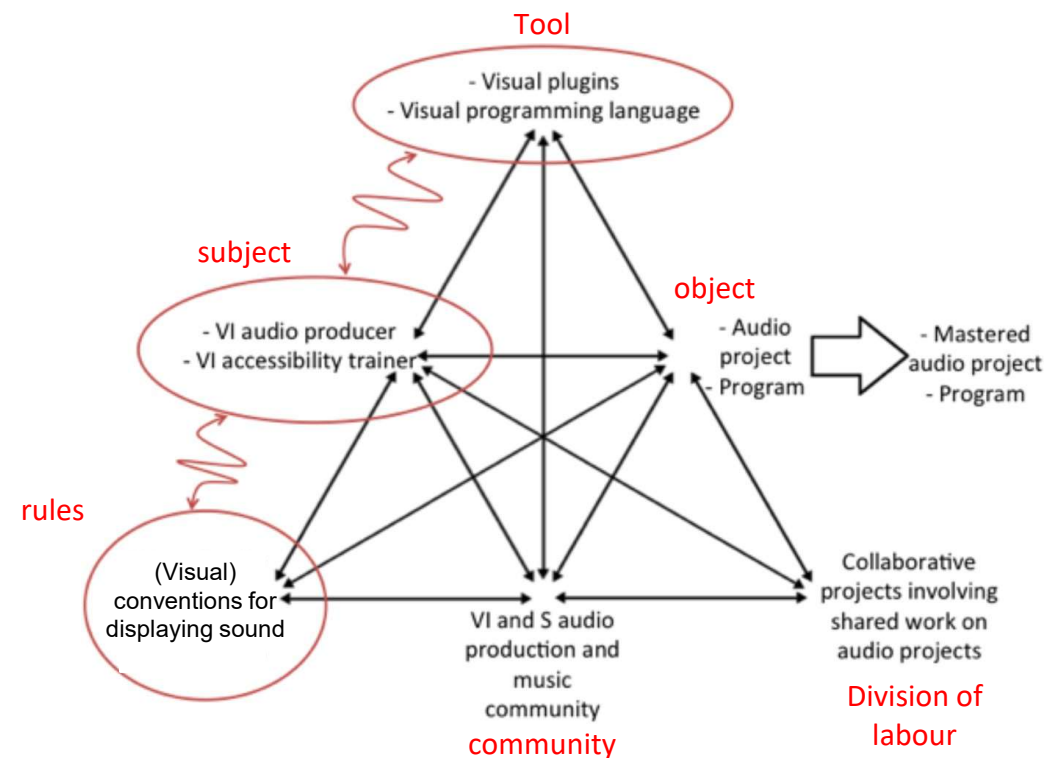 Tool
- Visual plugins
- Visual programming language
subject
- VI audio producer
- VI accessibility trainer
object
- Audio
project
- Program
- Mastered
audio project
- Program
rules
(Visual)
conventions for
displaying sound
VI and S audio
production and
music
community
community
Collaborative
projects involving
shared work on
audio projects
Division of
labour